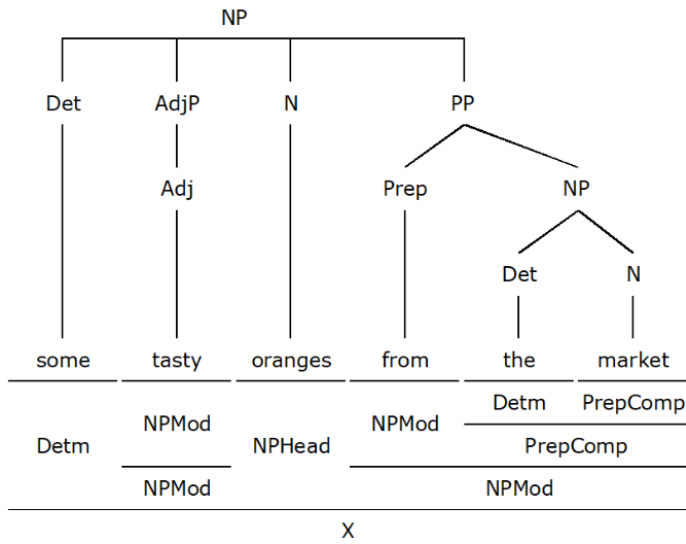 NP
Det AdjP N PP
Adj Prep NP
Det N
some tasty oranges from the market
Detm PrepComp
NPMod NPMod
Detm NPHead PrepComp
NPMod NPMod
X